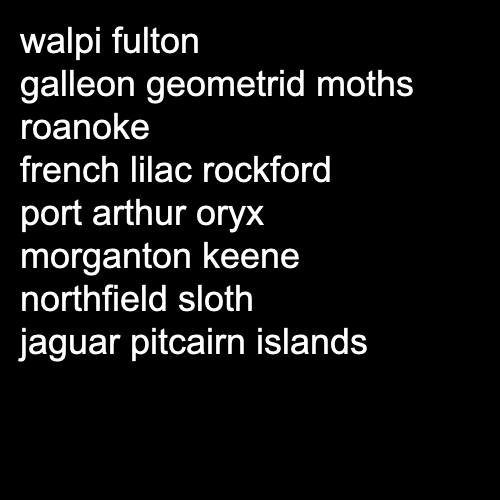 walpi fulton
galleon geometrid moths
roanoke
french lilac rockford
port arthur oryx
morganton keene
northfield sloth
jaguar pitcairn islands